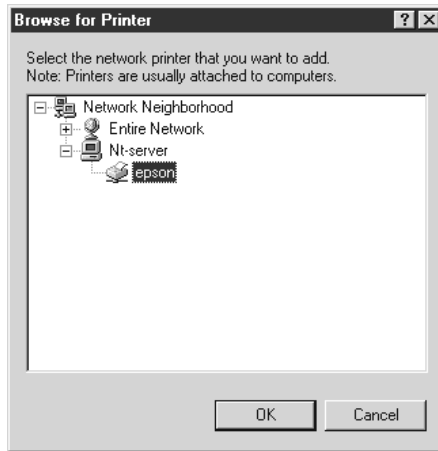 Browse for Printer
Select the network printer that you want to add.
Note: Printers are usually attached to computers.
Network Neighborhood
Entire Network
Nt-server
epson
OK Cancel